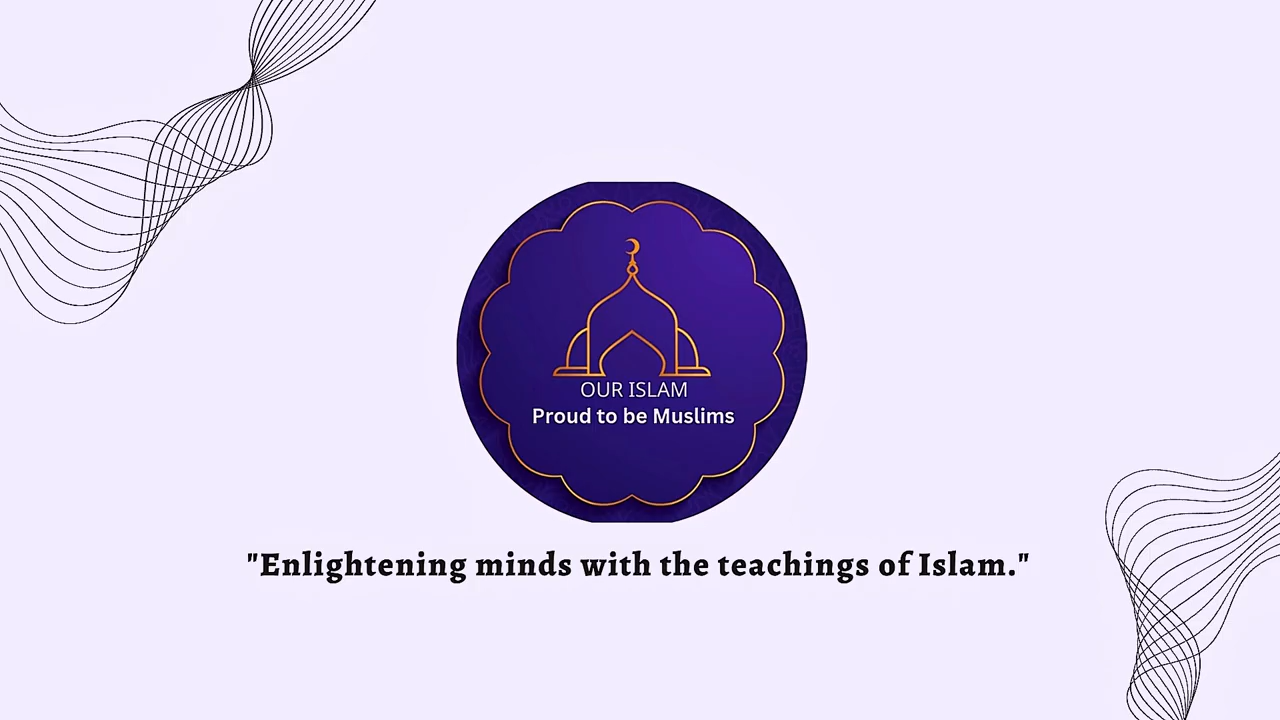 OUR ISLAM
Proud to be Muslims
"Enlightening minds with the teachings of Islam."